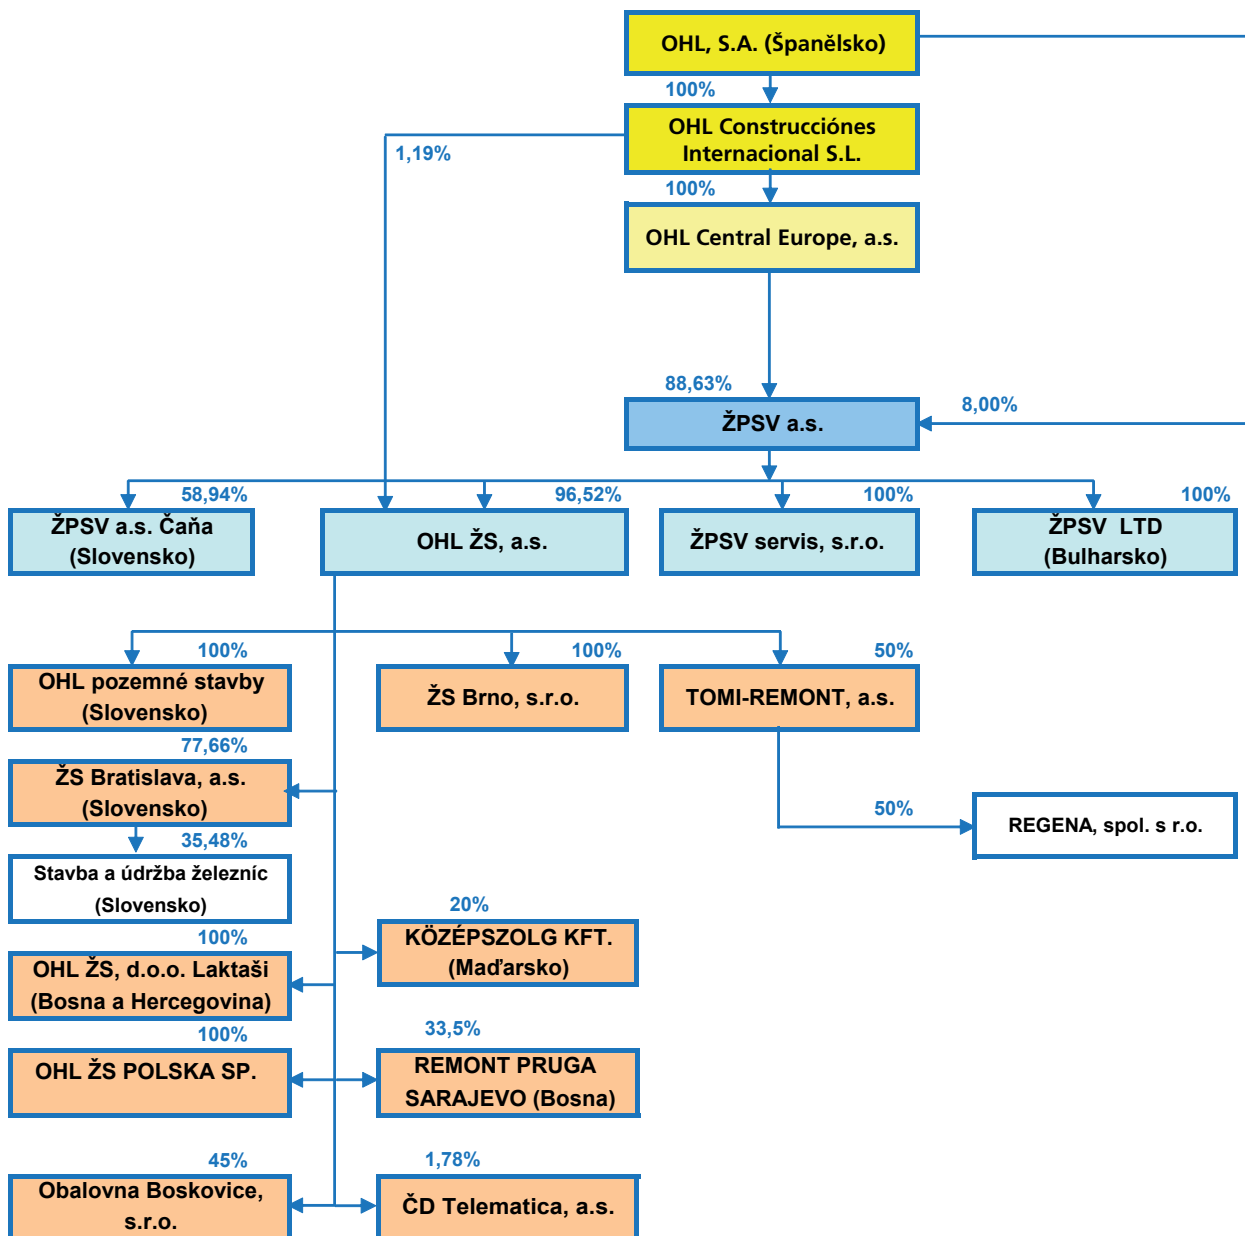 OHL, S.A. (Španělsko)
100%
OHL Construcciónes
Internacional S.L.
1,19%
100%
OHL Central Europe, a.s.
88,63%
8,00%
ŽPSV a.s.
58,94%
96,52%
100%
100%
ŽPSV a.s. Čaňa
(Slovensko)
OHL ŽS, a.s.
ŽPSV servis, s.r.o.
ŽPSV LTD
(Bulharsko)
100%
100%
50%
OHL pozemné stavby
(Slovensko)
ŽS Brno, s.r.o.
TOMI-REMONT, a.s.
77,66%
ŽS Bratislava, a.s.
(Slovensko)
50%
REGENA, spol. s r.o.
35,48%
Stavba a údržba železníc
(Slovensko)
20%
KÖZÉPSZOLG KFT.
(Maďarsko)
100%
OHL ŽS, d.o.o. Laktaši
(Bosna a Hercegovina)
100%
33,5%
OHL ŽS POLSKA SP.
REMONT PRUGA
SARAJEVO (Bosna)
45%
1,78%
Obalovna Boskovice,
s.r.o.
ČD Telematica, a.s.